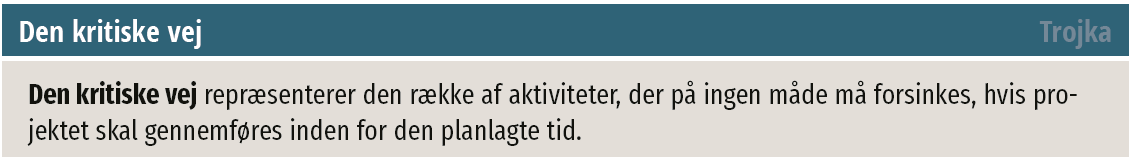 Den kritiske vej Trojka
Den kritiske vej repræsenterer den række af aktiviteter, der på ingen måde må forsinkes, hvis pro-
jektet skal gennemføres inden for den planlagte tid.